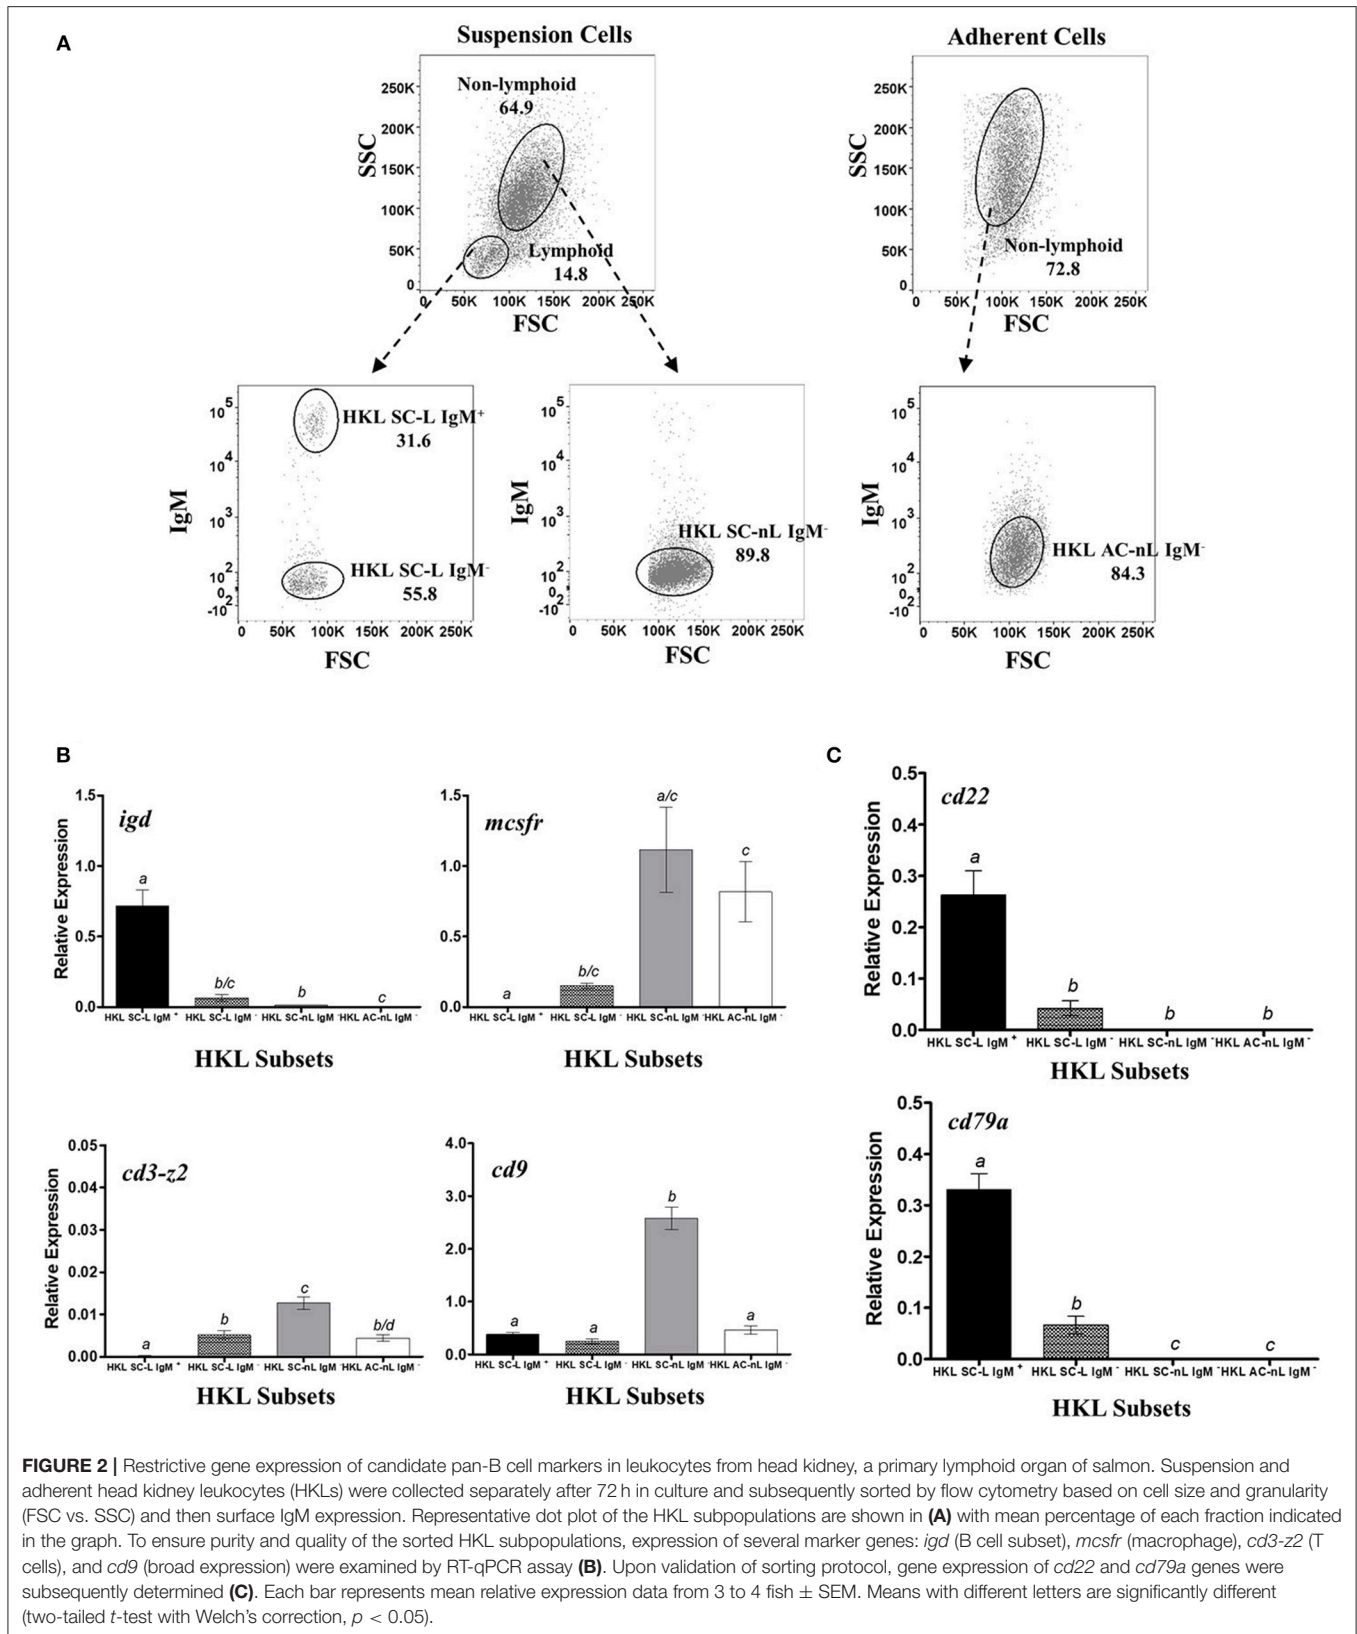 A
Suspension Cells
Adherent Cells
250K
200K
150K
100K
50K
0
SSC
Non-lymphoid
64.9
Lymphoid
14.8
0 50K 100K 150K 200K 250K
FSC
250K
200K
150K
100K
50K
0
SSC
Non-lymphoid
72.8
0 50K 100K 150K 200K 250K
FSC
10⁵
10⁴
10³
10²
0
-10²
IgM
HKL SC-L IgM⁺
31.6
HKL SC-L IgM⁻
55.8
0 50K 100K 150K 200K 250K
FSC
10⁵
10⁴
10³
10²
0
-10²
IgM
HKL SC-nL IgM⁻
89.8
0 50K 100K 150K 200K 250K
FSC
10⁵
10⁴
10³
10²
0
-10²
IgM
HKL AC-nL IgM⁻
84.3
0 50K 100K 150K 200K 250K
FSC
B
igd
Relative Expression
1.5
1.0
0.5
0.0
a
b/c
b
c
HKL SC-L IgM⁺ HKL SC-L IgM⁻ HKL SC-nL IgM⁻ HKL AC-nL IgM⁻
HKL Subsets
mcsfr
1.5
1.0
0.5
0.0
a
b/c
a/c
c
HKL SC-L IgM⁺ HKL SC-L IgM⁻ HKL SC-nL IgM⁻ HKL AC-nL IgM⁻
HKL Subsets
cd3-z2
Relative Expression
0.05
0.04
0.03
0.02
0.01
0.00
a
b
c
b/d
HKL SC-L IgM⁺ HKL SC-L IgM⁻ HKL SC-nL IgM⁻ HKL AC-nL IgM⁻
HKL Subsets
cd9
4.0
3.0
2.0
1.0
0.0
a
a
b
a
HKL SC-L IgM⁺ HKL SC-L IgM⁻ HKL SC-nL IgM⁻ HKL AC-nL IgM⁻
HKL Subsets
C
cd22
Relative Expression
0.5
0.4
0.3
0.2
0.1
0.0
a
b
b
b
HKL SC-L IgM⁺ HKL SC-L IgM⁻ HKL SC-nL IgM⁻ HKL AC-nL IgM⁻
HKL Subsets
cd79a
Relative Expression
0.5
0.4
0.3
0.2
0.1
0.0
a
b
c
c
HKL SC-L IgM⁺ HKL SC-L IgM⁻ HKL SC-nL IgM⁻ HKL AC-nL IgM⁻
HKL Subsets
FIGURE 2 | Restrictive gene expression of candidate pan-B cell markers in leukocytes from head kidney, a primary lymphoid organ of salmon. Suspension and
adherent head kidney leukocytes (HKLs) were collected separately after 72 h in culture and subsequently sorted by flow cytometry based on cell size and granularity
(FSC vs. SSC) and then surface IgM expression. Representative dot plot of the HKL subpopulations are shown in (A) with mean percentage of each fraction indicated
in the graph. To ensure purity and quality of the sorted HKL subpopulations, expression of several marker genes: igd (B cell subset), mcsfr (macrophage), cd3-z2 (T
cells), and cd9 (broad expression) were examined by RT-qPCR assay (B). Upon validation of sorting protocol, gene expression of cd22 and cd79a genes were
subsequently determined (C). Each bar represents mean relative expression data from 3 to 4 fish ± SEM. Means with different letters are significantly different
(two-tailed t-test with Welch's correction, p < 0.05).